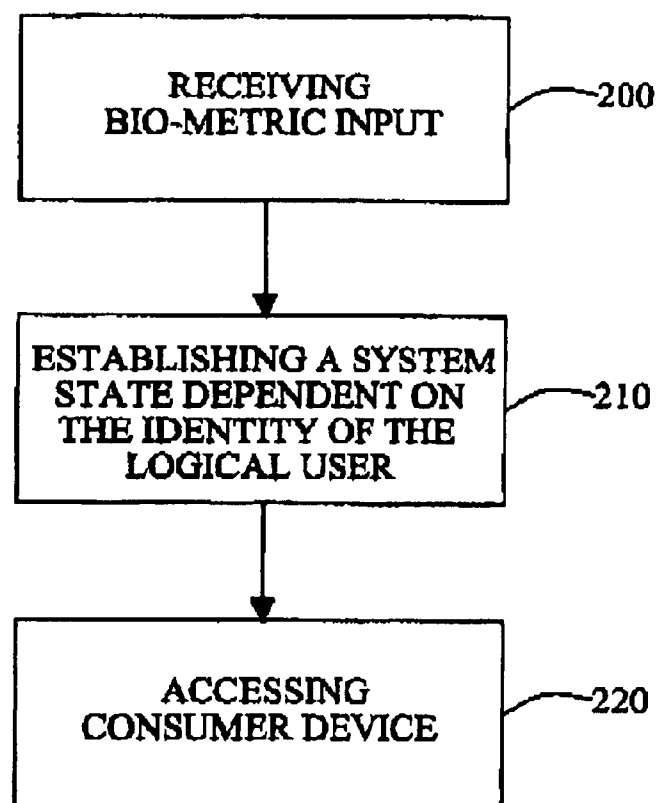 RECEIVING
BIO-METRIC INPUT
200
ESTABLISHING A SYSTEM
STATE DEPENDENT ON
THE IDENTITY OF THE
LOGICAL USER
210
ACCESSING
CONSUMER DEVICE
220